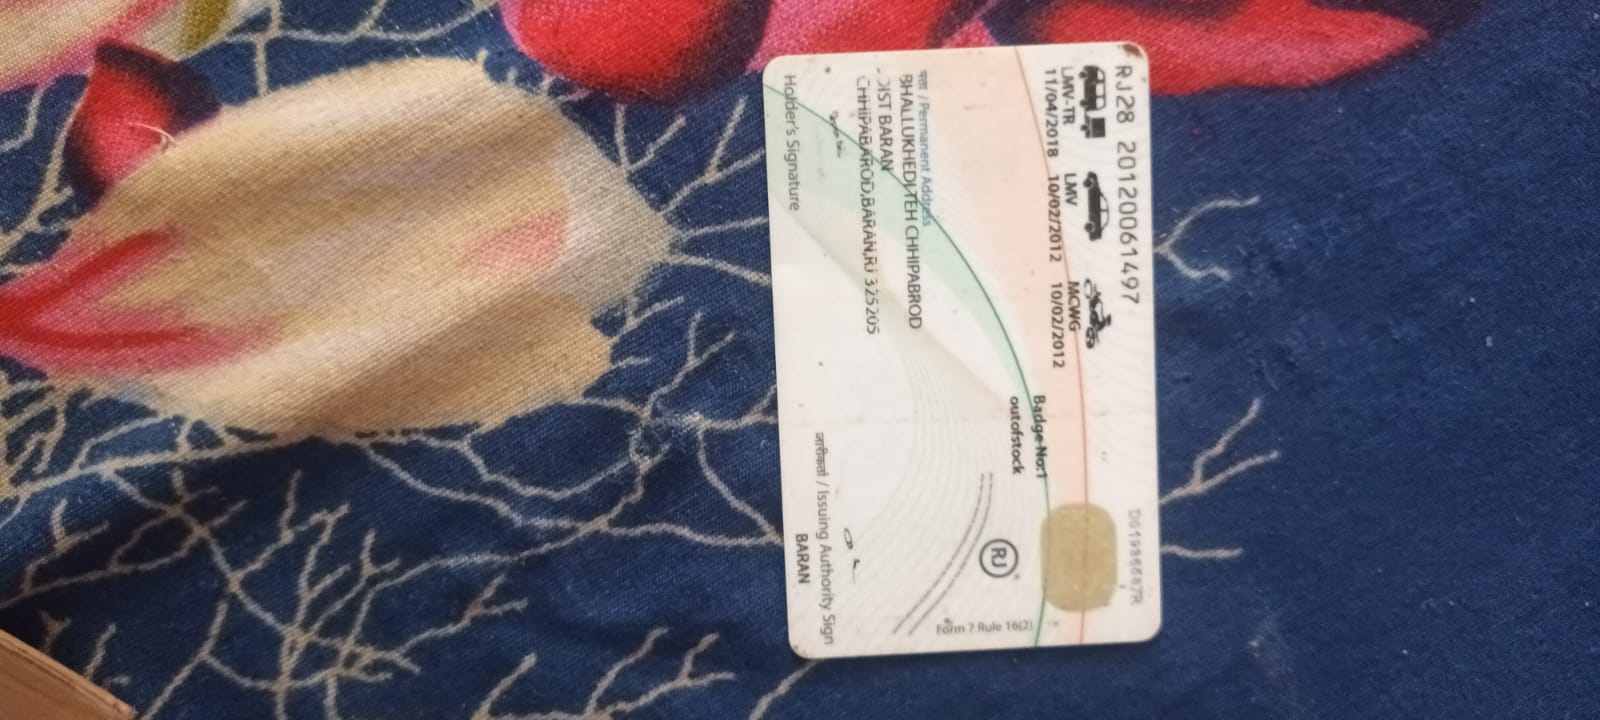 RJ28 20120061497
LMV-TR LMV MCWG
11/04/2018 10/02/2012 10/02/2012
Badge No:1
outofstock
पता / Permanent Address
BHALLUKHEDI TEH CHHIPABROD
DIST BARAN
CHHIPABAROD,BARAN,RJ 325205
RJ
Form 7 Rule 16(2)
Holder's Signature
जारीकर्ता / Issuing Authority Sign
BARAN